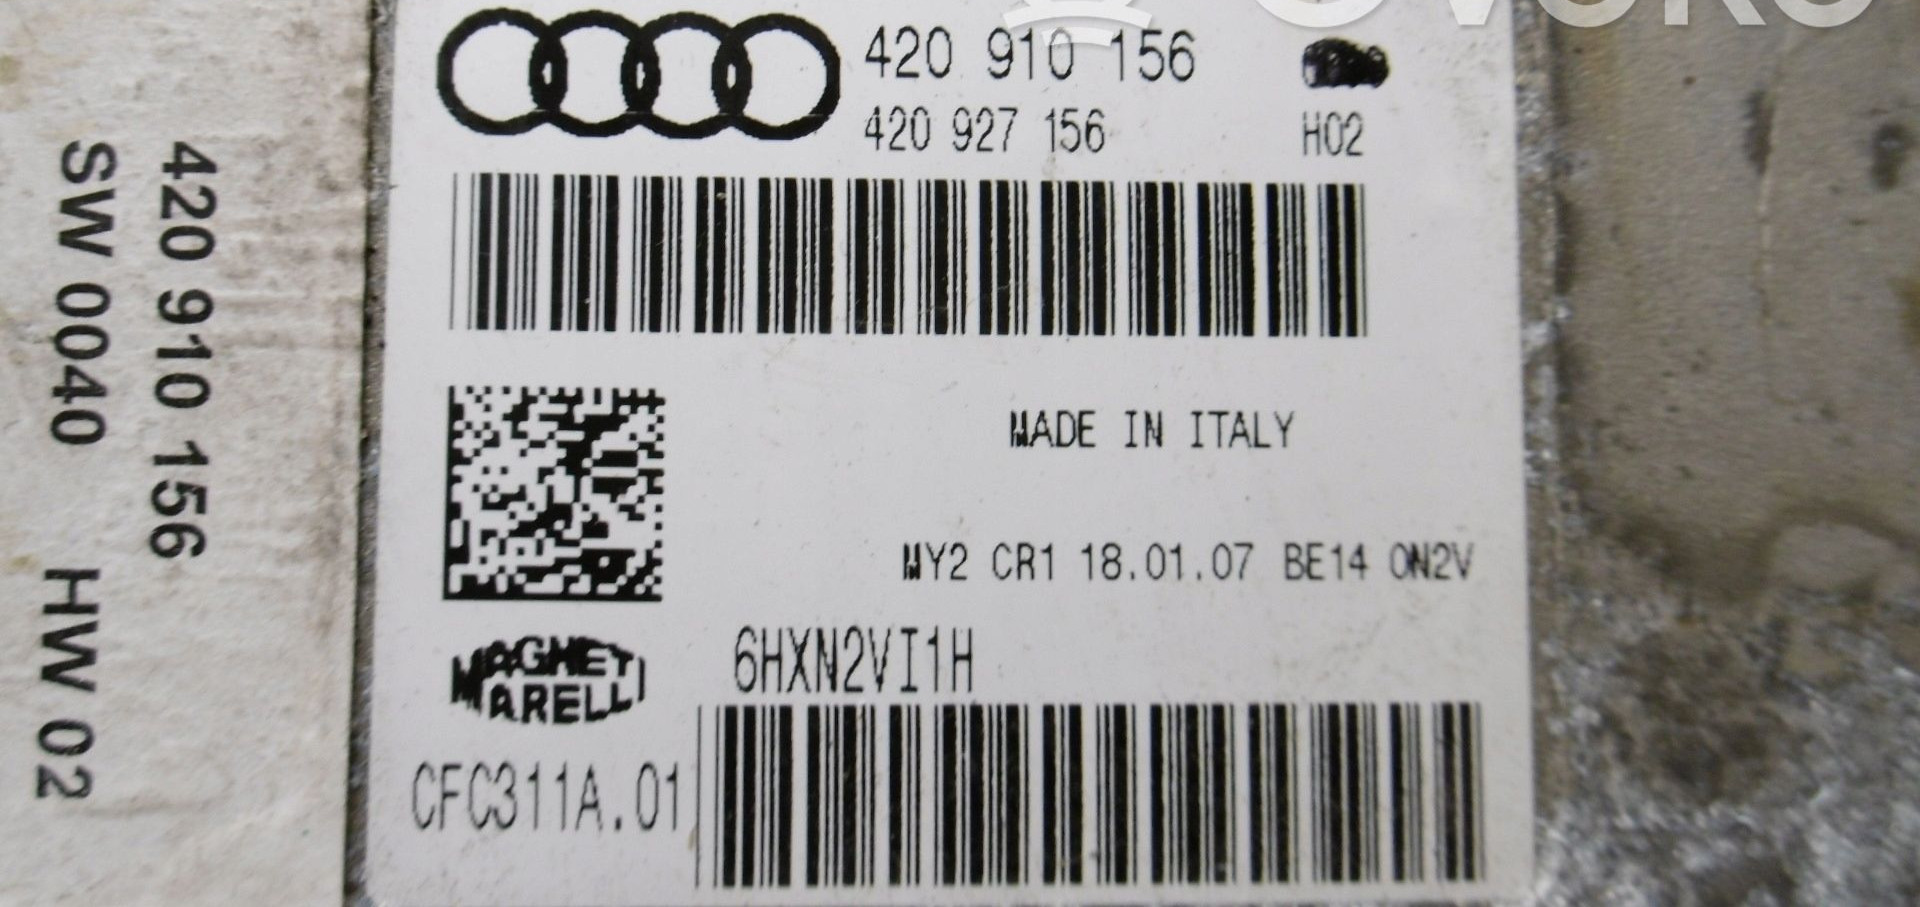 420 910 156
420 927 156 H02
MADE IN ITALY
MY2 CR1 18.01.07 BE14 0N2V
MAGNETI
MARELLI
6HXN2VI1H
CFC311A.01
420 910 156
SW 0040 HW 02